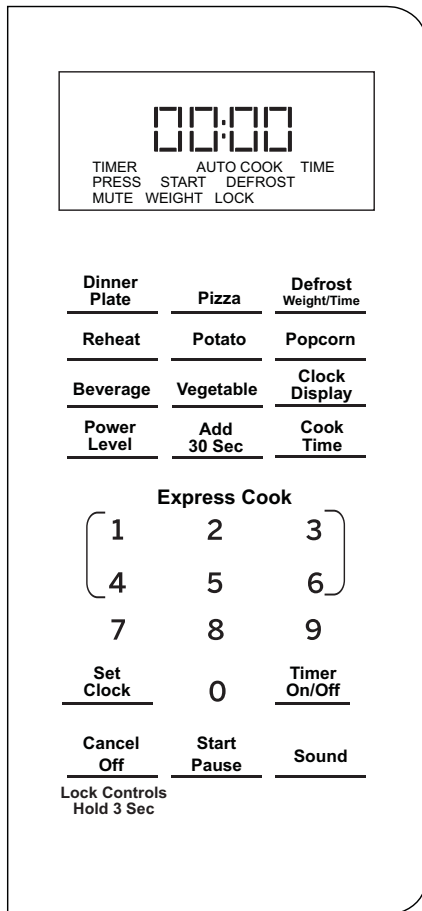 00:00
TIMER AUTO COOK TIME
PRESS START DEFROST
MUTE WEIGHT LOCK
Dinner Plate
Pizza
Defrost
Weight/Time
Reheat Potato Popcorn
Beverage Vegetable
Clock Display
Power Level
Add 30 Sec
Cook Time
Express Cook
1 2 3
4 5 6
7 8 9
Set Clock
0
Timer On/Off
Cancel Off
Start Pause
Sound
Lock Controls
Hold 3 Sec